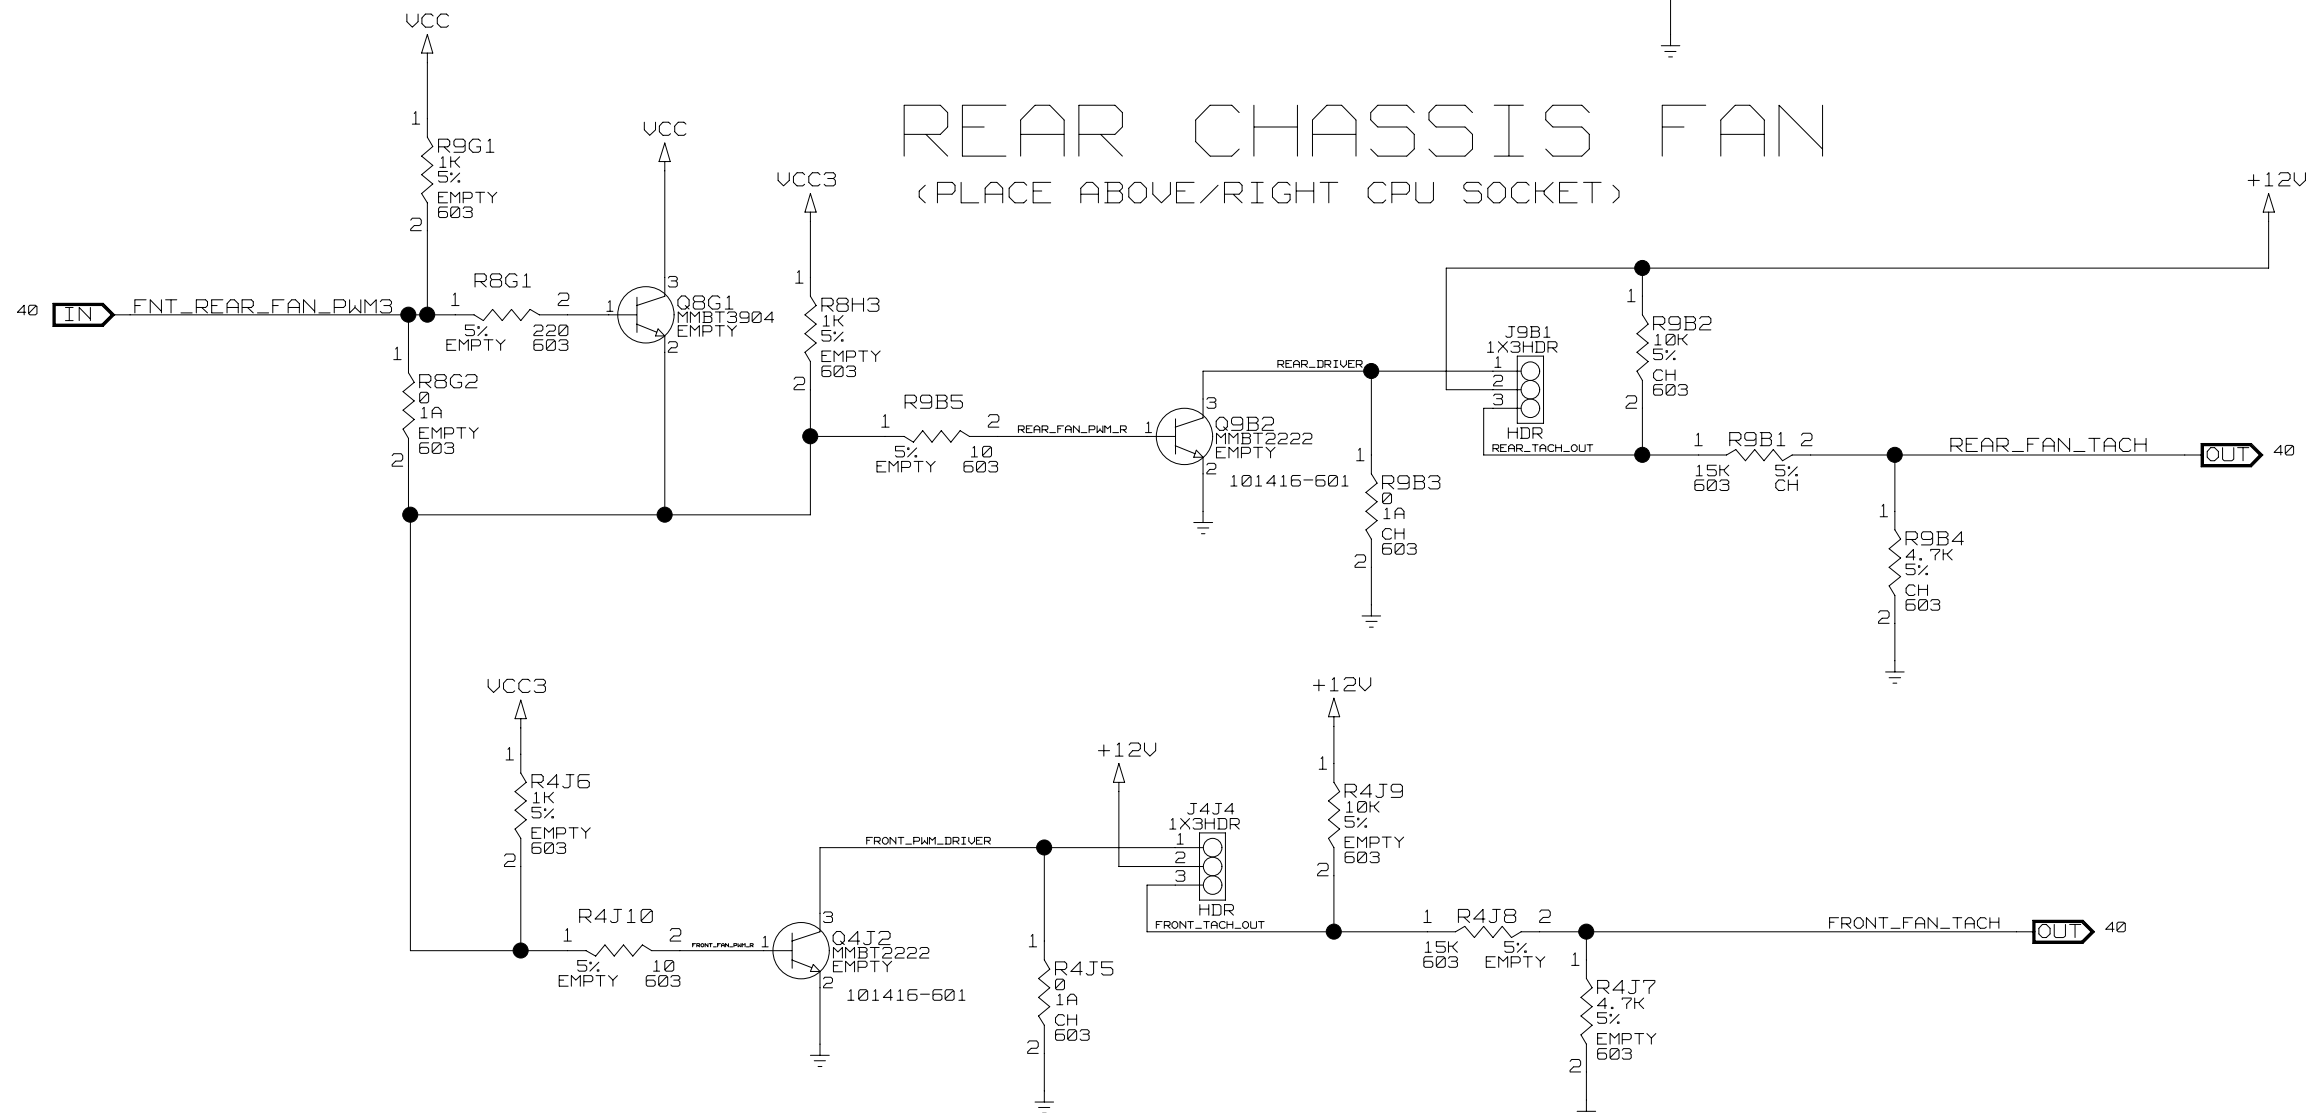 VCC
1
R9G1
1K
5%
EMPTY
603
2
VCC
REAR CHASSIS FAN
(PLACE ABOVE/RIGHT CPU SOCKET)
VCC3
+12V
40 IN FNT_REAR_FAN_PWM3
R8G1
1 2
5% 220
EMPTY 603
3
1
Q8G1
MMBT3904
EMPTY
2
1
R8H3
1K
5%
EMPTY
603
2
1
R8G2
0
1A
EMPTY
603
2
R9B5
1 2
5% 10
EMPTY 603
REAR_FAN_PWM_R
3
1
Q9B2
MMBT2222
EMPTY
2
101416-601
REAR_DRIVER
1
R9B3
0
1A
CH
603
2
J9B1
1X3HDR
1
2
3
HDR
REAR_TACH_OUT
1
R9B2
10K
5%
CH
603
2
1 R9B1 2
15K 5%
603 CH
REAR_FAN_TACH
OUT 40
1
R9B4
4.7K
5%
CH
603
2
VCC3
1
R4J6
1K
5%
EMPTY
603
2
R4J10
1 2
5% 10
EMPTY 603
FRONT_FAN_PWM_R
3
1
Q4J2
MMBT2222
EMPTY
2
101416-601
FRONT_PWM_DRIVER
1
R4J5
0
1A
CH
603
2
+12V
J4J4
1X3HDR
1
2
3
HDR
FRONT_TACH_OUT
+12V
1
R4J9
10K
5%
EMPTY
603
2
1 R4J8 2
15K 5%
603 EMPTY
FRONT_FAN_TACH
OUT 40
1
R4J7
4.7K
5%
EMPTY
603
2